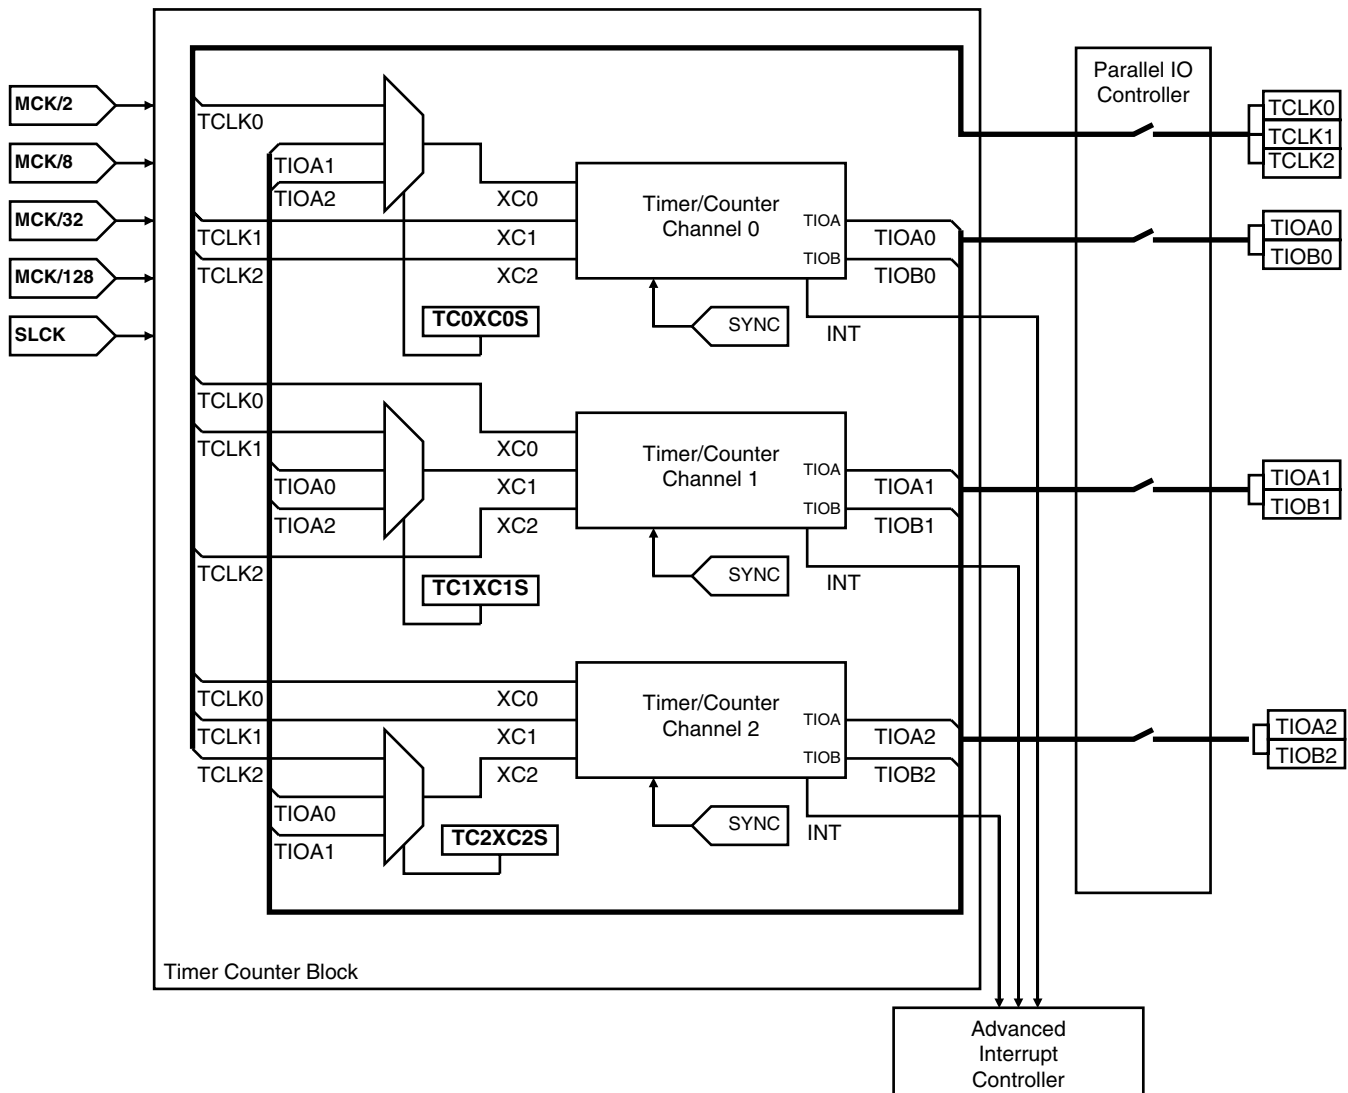 MCK/2
MCK/8
MCK/32
MCK/128
SLCK
TCLK0
TIOA1
TIOA2
TCLK1
TCLK2
XC0
XC1
XC2
Timer/Counter
Channel 0
TIOA
TIOB
TIOA0
TIOB0
TC0XC0S
SYNC
INT
TCLK0
TCLK1
TIOA0
TIOA2
TCLK2
XC0
XC1
XC2
Timer/Counter
Channel 1
TIOA
TIOB
TIOA1
TIOB1
TC1XC1S
SYNC
INT
TCLK0
TCLK1
TCLK2
TIOA0
TIOA1
XC0
XC1
XC2
Timer/Counter
Channel 2
TIOA
TIOB
TIOA2
TIOB2
TC2XC2S
SYNC
INT
Timer Counter Block
Parallel IO
Controller
TCLK0
TCLK1
TCLK2
TIOA0
TIOB0
TIOA1
TIOB1
TIOA2
TIOB2
Advanced
Interrupt
Controller